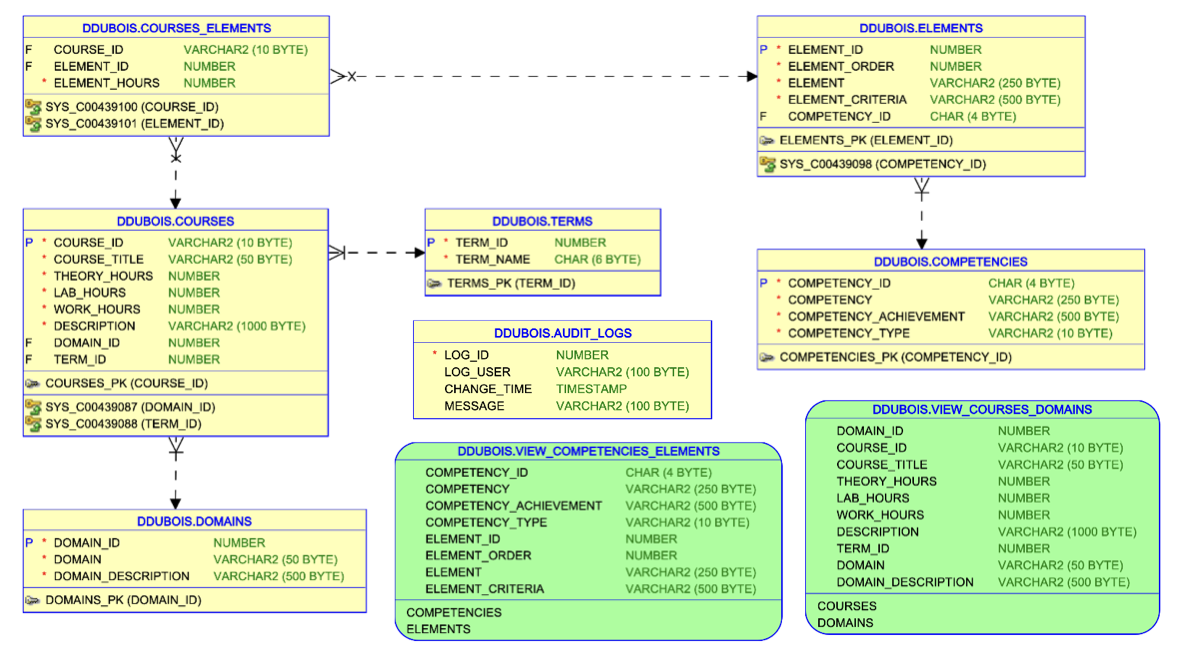 DDUBOIS.COURSES_ELEMENTS
F COURSE_ID VARCHAR2 (10 BYTE)
F ELEMENT_ID NUMBER
* ELEMENT_HOURS NUMBER
SYS_C00439100 (COURSE_ID)
SYS_C00439101 (ELEMENT_ID)
DDUBOIS.ELEMENTS
P * ELEMENT_ID NUMBER
* ELEMENT_ORDER NUMBER
* ELEMENT VARCHAR2 (250 BYTE)
* ELEMENT_CRITERIA VARCHAR2 (500 BYTE)
F COMPETENCY_ID CHAR (4 BYTE)
ELEMENTS_PK (ELEMENT_ID)
SYS_C00439098 (COMPETENCY_ID)
DDUBOIS.COURSES
P * COURSE_ID VARCHAR2 (10 BYTE)
* COURSE_TITLE VARCHAR2 (50 BYTE)
* THEORY_HOURS NUMBER
* LAB_HOURS NUMBER
* WORK_HOURS NUMBER
* DESCRIPTION VARCHAR2 (1000 BYTE)
F DOMAIN_ID NUMBER
F TERM_ID NUMBER
COURSES_PK (COURSE_ID)
SYS_C00439087 (DOMAIN_ID)
SYS_C00439088 (TERM_ID)
DDUBOIS.TERMS
P * TERM_ID NUMBER
* TERM_NAME CHAR (6 BYTE)
TERMS_PK (TERM_ID)
DDUBOIS.COMPETENCIES
P * COMPETENCY_ID CHAR (4 BYTE)
* COMPETENCY VARCHAR2 (250 BYTE)
* COMPETENCY_ACHIEVEMENT VARCHAR2 (500 BYTE)
* COMPETENCY_TYPE VARCHAR2 (10 BYTE)
COMPETENCIES_PK (COMPETENCY_ID)
DDUBOIS.AUDIT_LOGS
* LOG_ID NUMBER
LOG_USER VARCHAR2 (100 BYTE)
CHANGE_TIME TIMESTAMP
MESSAGE VARCHAR2 (100 BYTE)
DDUBOIS.DOMAINS
P * DOMAIN_ID NUMBER
* DOMAIN VARCHAR2 (50 BYTE)
* DOMAIN_DESCRIPTION VARCHAR2 (500 BYTE)
DOMAINS_PK (DOMAIN_ID)
DDUBOIS.VIEW_COMPETENCIES_ELEMENTS
COMPETENCY_ID CHAR (4 BYTE)
COMPETENCY VARCHAR2 (250 BYTE)
COMPETENCY_ACHIEVEMENT VARCHAR2 (500 BYTE)
COMPETENCY_TYPE VARCHAR2 (10 BYTE)
ELEMENT_ID NUMBER
ELEMENT_ORDER NUMBER
ELEMENT VARCHAR2 (250 BYTE)
ELEMENT_CRITERIA VARCHAR2 (500 BYTE)
COMPETENCIES
ELEMENTS
DDUBOIS.VIEW_COURSES_DOMAINS
DOMAIN_ID NUMBER
COURSE_ID VARCHAR2 (10 BYTE)
COURSE_TITLE VARCHAR2 (50 BYTE)
THEORY_HOURS NUMBER
LAB_HOURS NUMBER
WORK_HOURS NUMBER
DESCRIPTION VARCHAR2 (1000 BYTE)
TERM_ID NUMBER
DOMAIN VARCHAR2 (50 BYTE)
DOMAIN_DESCRIPTION VARCHAR2 (500 BYTE)
COURSES
DOMAINS